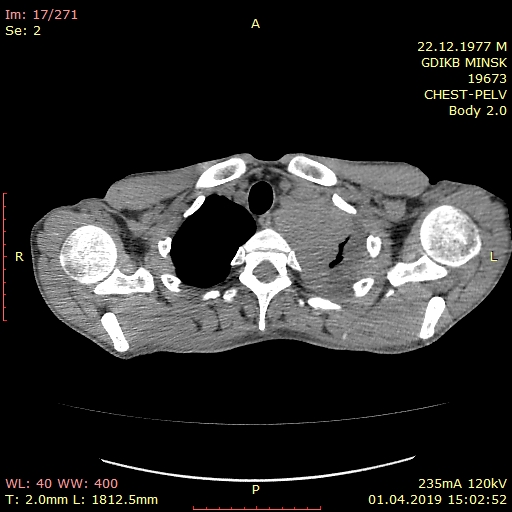 Im: 17/271
Se: 2
A
22.12.1977 M
GDIKB MINSK
19673
CHEST-PELV
Body 2.0
R
L
WL: 40 WW: 400
T: 2.0mm L: 1812.5mm
P
235mA 120kV
01.04.2019 15:02:52